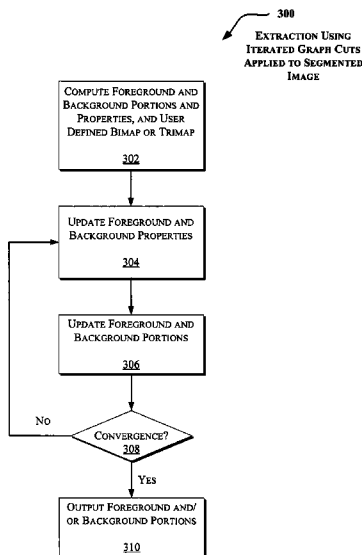 300
EXTRACTION USING
ITERATED GRAPH CUTS
APPLIED TO SEGMENTED
IMAGE
COMPUTE FOREGROUND AND
BACKGROUND PORTIONS AND
PROPERTIES, AND USER
DEFINED BIMAP OR TRIMAP
302
UPDATE FOREGROUND AND
BACKGROUND PROPERTIES
304
UPDATE FOREGROUND AND
BACKGROUND PORTIONS
306
NO
CONVERGENCE?
308
YES
OUTPUT FOREGROUND AND/
OR BACKGROUND PORTIONS
310